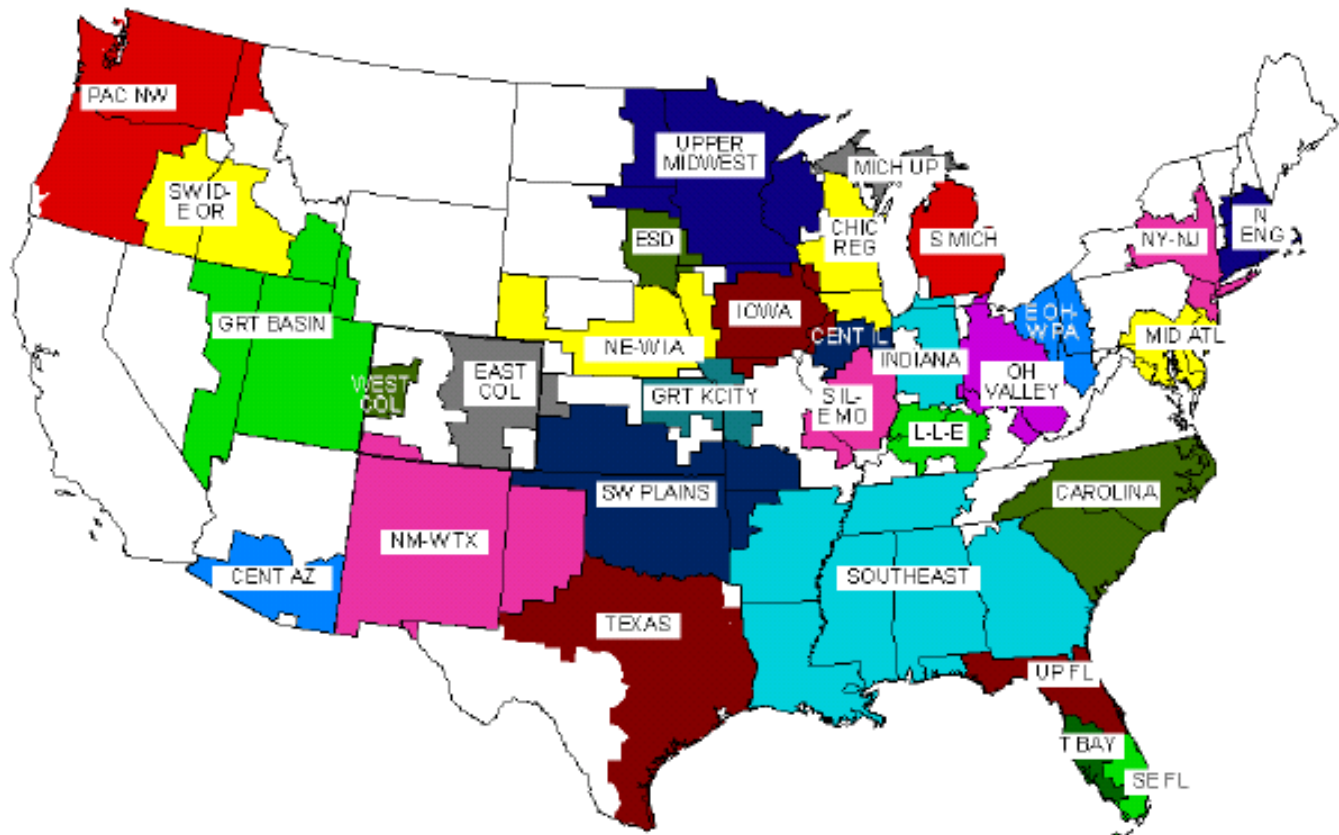 PAC NW
UPPER
MIDWEST
MICH UP
SW ID-
E OR
CHIC
REG
S MICH
N
ENG
NY-NJ
ESD
GRT BASIN
IOWA
E OH-
W PA
NE-W IA
CENT IL
INDIANA
MID ATL
WEST
COL
EAST
COL
GRT KCITY
S IL-
E MO
OH
VALLEY
L-L-E
SW PLAINS
CAROLINA
NM-WTX
CENT AZ
SOUTHEAST
TEXAS
UP FL
T BAY
SE FL